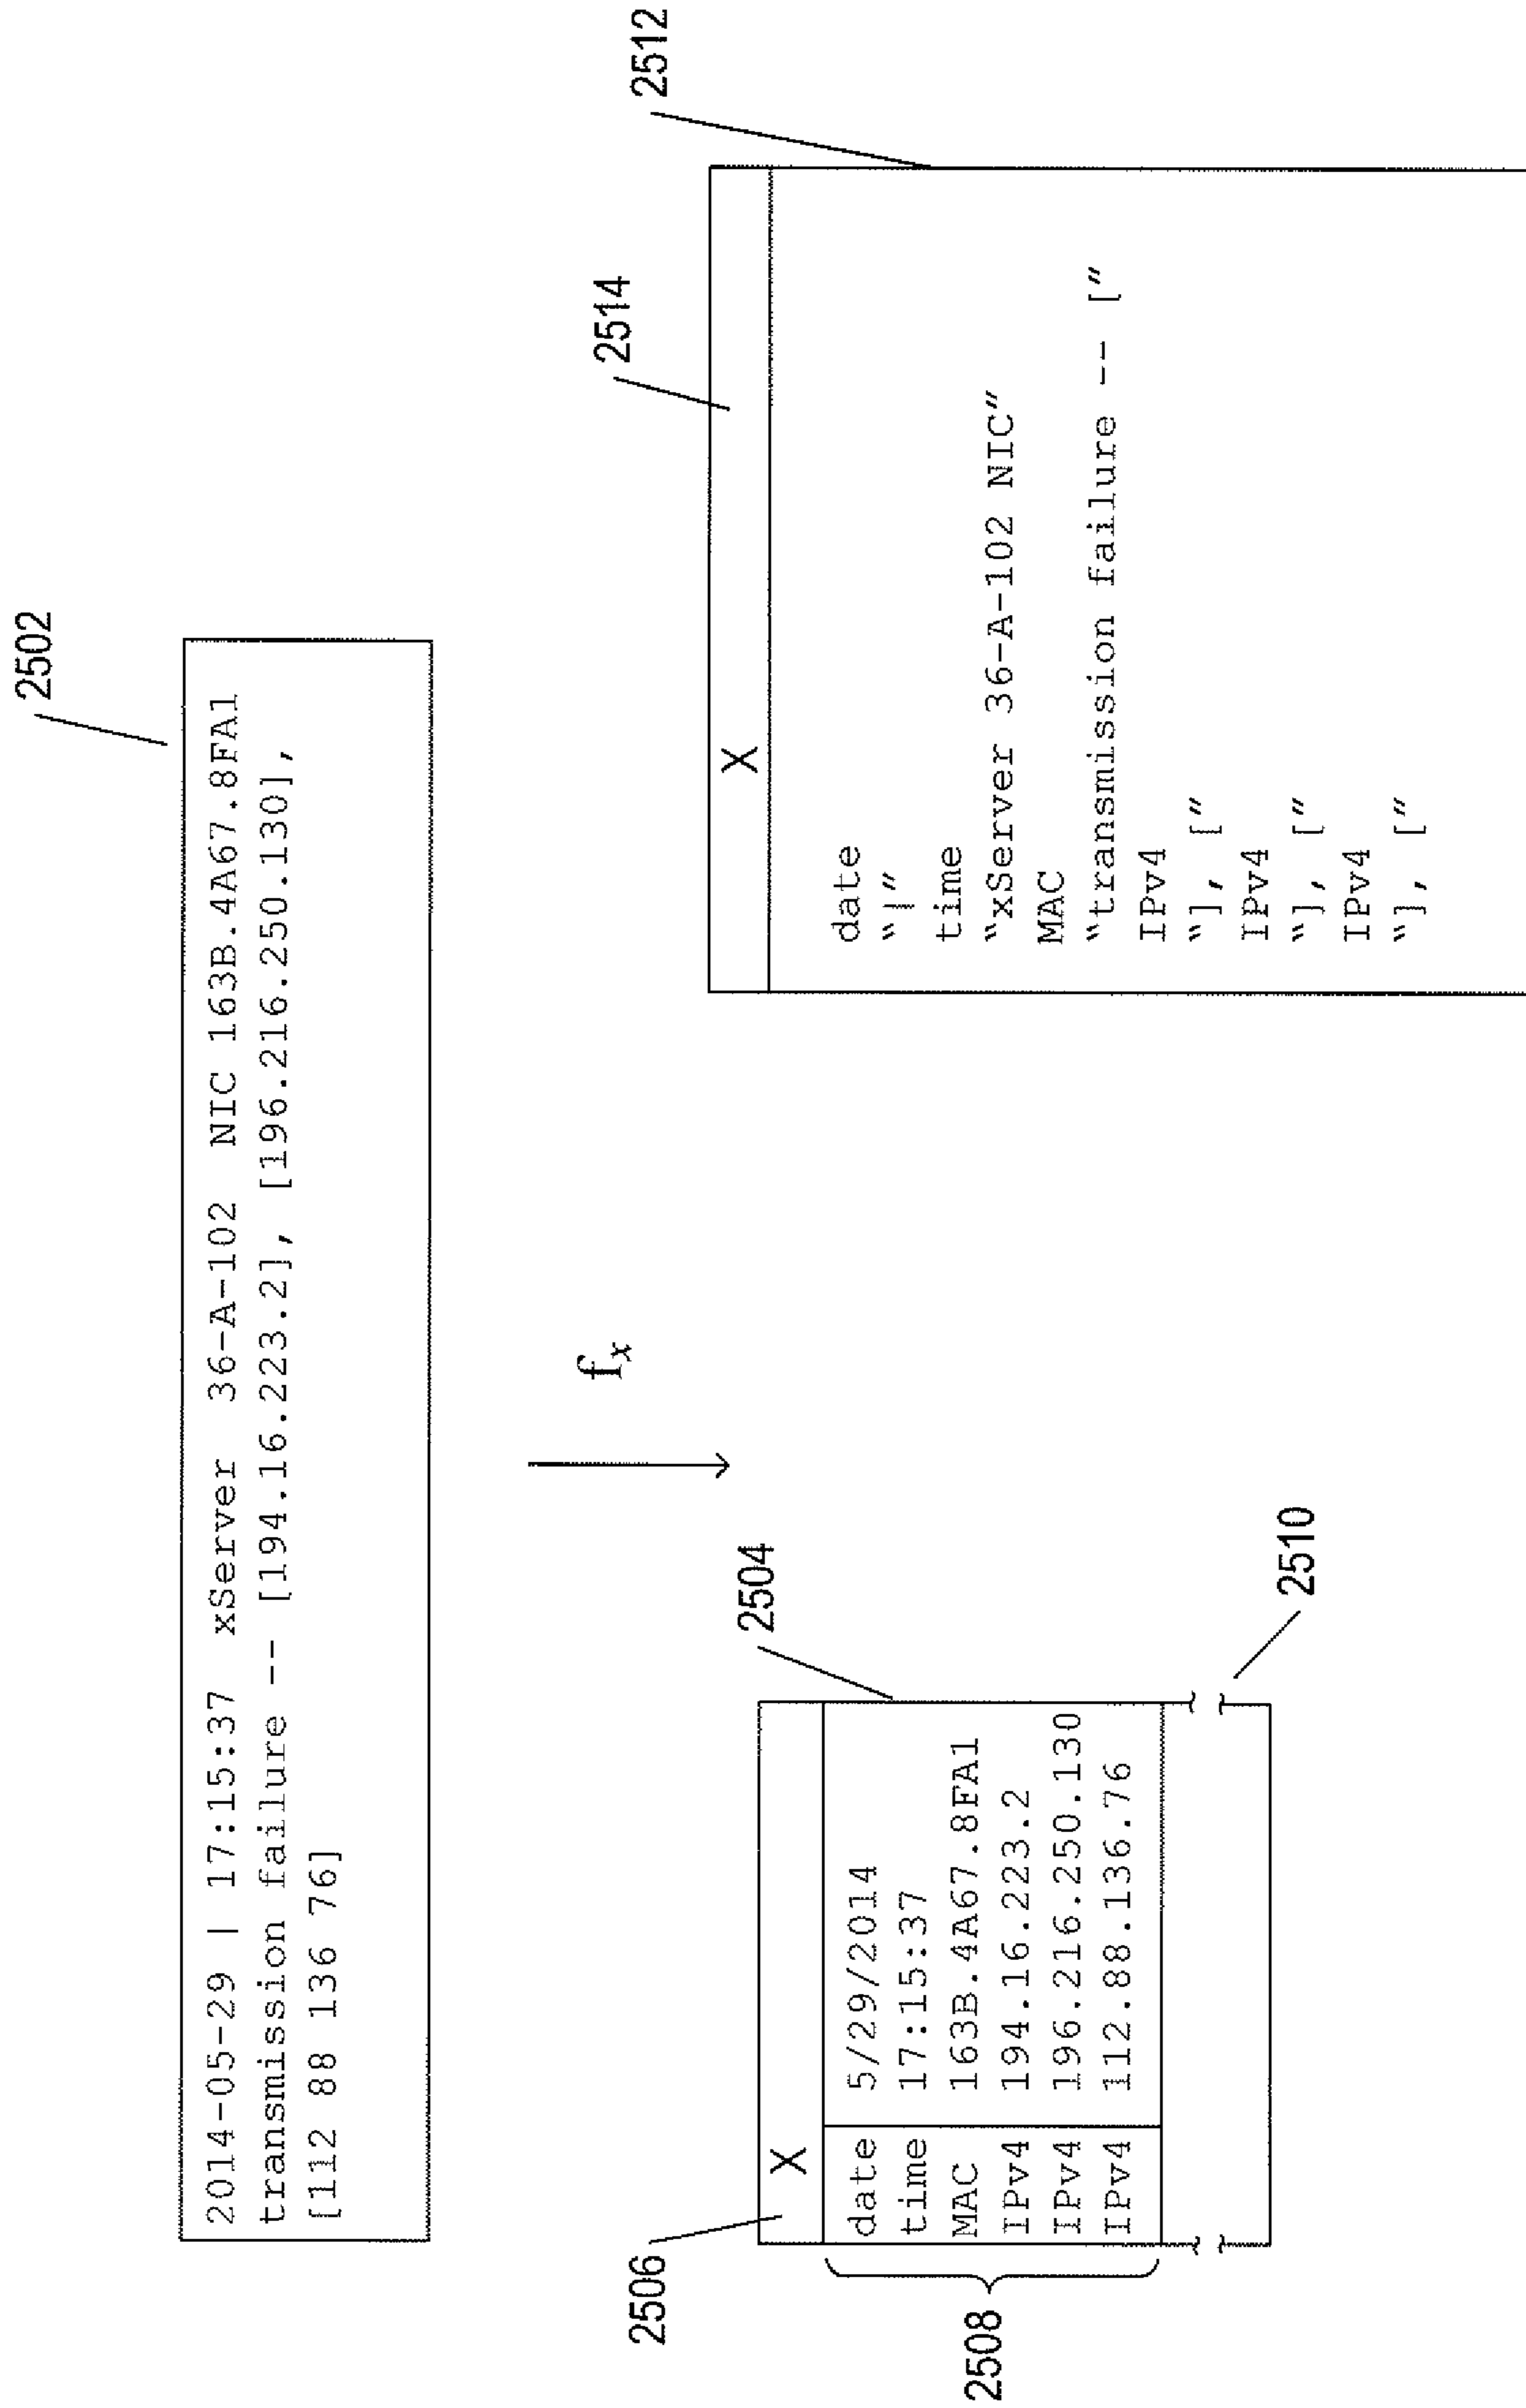 2502
2014-05-29 | 17:15:37 xServer 36-A-102 NIC 163B.4A67.8FA1
transmission failure -- [194.16.223.2], [196.216.250.130],
[112 88 136 76]
fx
2506
2504
X
date 5/29/2014
time 17:15:37
MAC 163B.4A67.8FA1
IPv4 194.16.223.2
IPv4 196.216.250.130
IPv4 112.88.136.76
2508
2510
2514
2512
X
date
“|”
time
“xServer 36-A-102 NIC”
MAC
“transmission failure -- [”
IPv4
“], [”
IPv4
“], [”
IPv4
“], [”